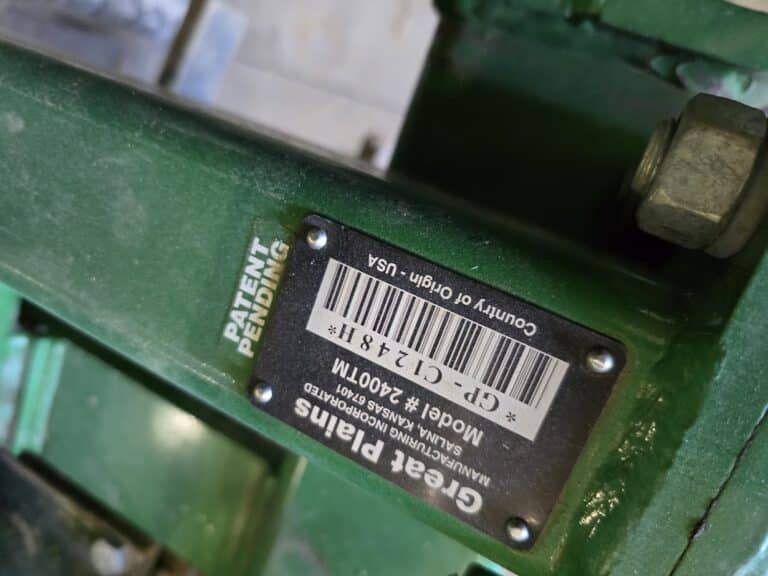 PATENT
PENDING
Great Plains
MANUFACTURING INCORPORATED
SALINA, KANSAS 67401
Model # 2400TM
*GP-C1248H*
Country of Origin - USA